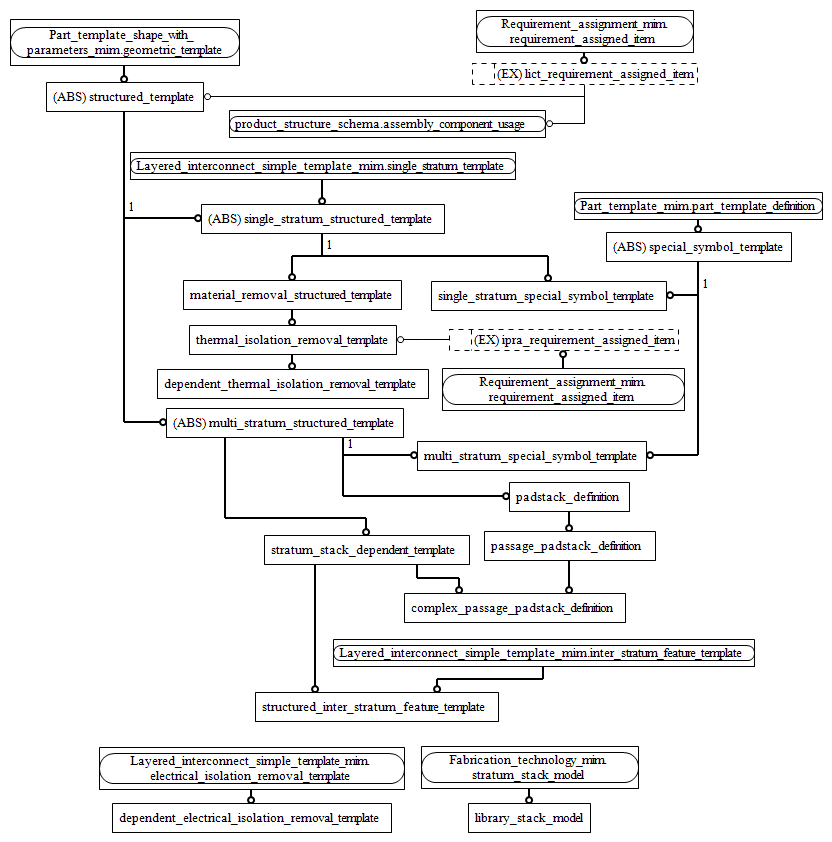 Part_template_shape_with_
parameters_mim.geometric_template
Requirement_assignment_mim.
requirement_assigned_item
(EX) lict_requirement_assigned_item
(ABS) structured_template
product_structure_schema.assembly_component_usage
Layered_interconnect_simple_template_mim.single_stratum_template
1
(ABS) single_stratum_structured_template
Part_template_mim.part_template_definition
(ABS) special_symbol_template
1
1
material_removal_structured_template
single_stratum_special_symbol_template
thermal_isolation_removal_template
(EX) ipra_requirement_assigned_item
dependent_thermal_isolation_removal_template
Requirement_assignment_mim.
requirement_assigned_item
(ABS) multi_stratum_structured_template
1
multi_stratum_special_symbol_template
padstack_definition
stratum_stack_dependent_template
passage_padstack_definition
complex_passage_padstack_definition
Layered_interconnect_simple_template_mim.inter_stratum_feature_template
structured_inter_stratum_feature_template
Layered_interconnect_simple_template_mim.
electrical_isolation_removal_template
Fabrication_technology_mim.
stratum_stack_model
dependent_electrical_isolation_removal_template
library_stack_model